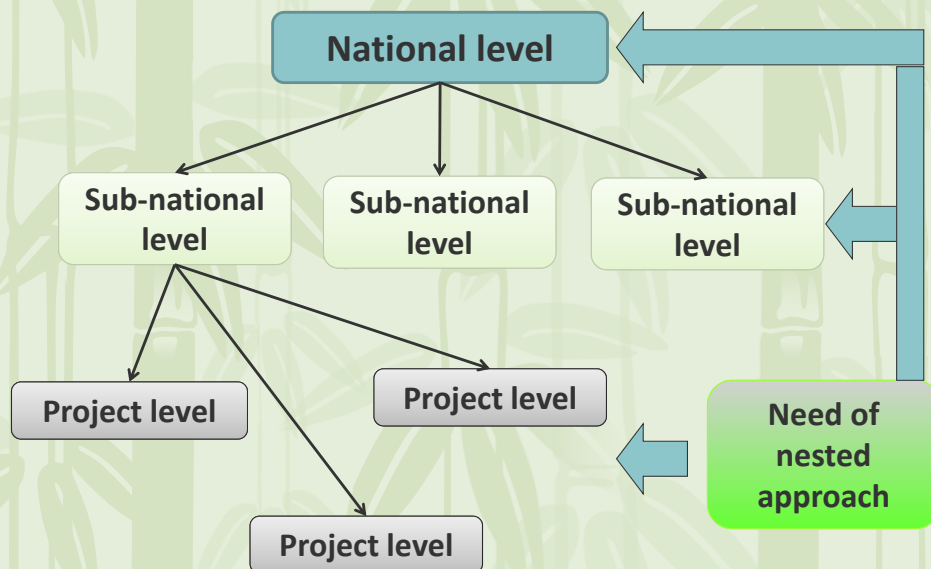 National level
Sub-national
level
Sub-national
level
Sub-national
level
Project level
Project level
Project level
Need of
nested
approach